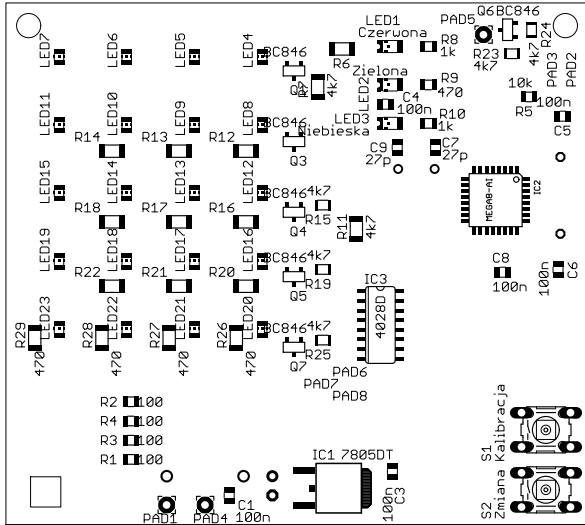 LED7 LED6 LED5 LED4 LED1 PAD5 Q6 BC846
Czerwona R8 1k R24 4k7
BC846 R6 R23 4k7 PAD3 PAD2
Zielona R9 470
Q1 R7 4k7 LED2 10k
LED11 LED10 LED9 LED8 C4 100n R5 100n
BC846 LED3 Niebieska R10 1k C5
R14 R13 R12 Q3 C9 27p C7 27p
LED15 LED14 LED13 LED12 MEGA8-AI IC2
BC846 4k7
R18 R17 R16 R15 R11 4k7
Q4
LED19 LED18 LED17 LED16 BC846 4k7 C8 100n 100n C6
R22 R21 R20 R19 IC3
Q5 4028D
LED23 LED22 LED21 LED20
R29 R28 R27 R26 BC846 4k7
470 470 470 470 Q7 R25
PAD6
PAD7
PAD8
R2 100
R4 100
R3 100
R1 100
S1 Kalibracja
IC1 7805DT
S2 Zmiana
PAD1 PAD4 C1 100n 100n C3